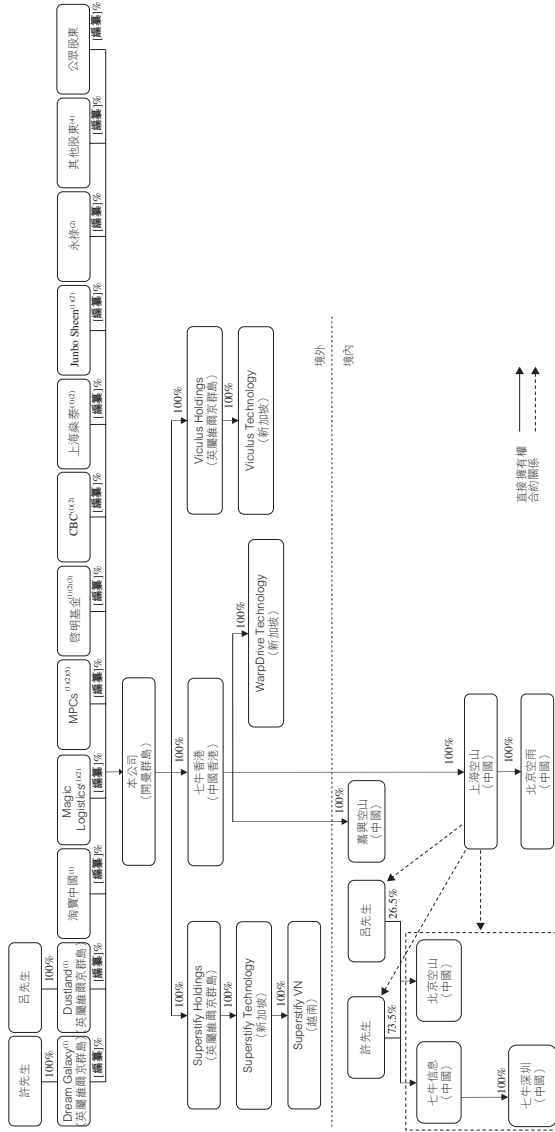 許先生
呂先生
100%
100%
Dream Galaxy(1)
(英屬維爾京群島)
Dustland(1)
(英屬維爾京群島)
淘寶中國(1)
Magic
Logistics(1)(2)
MPCs(1)(2)(5)
啓明基金(1)(2)(3)
CBC(1)(2)
上海燊泰(1)(2)
Junbo Sheen(1)(2)
永祿(2)
其他股東(4)
公眾股東
[編纂]%
[編纂]%
[編纂]%
[編纂]%
[編纂]%
[編纂]%
[編纂]%
[編纂]%
[編纂]%
[編纂]%
[編纂]%
[編纂]%
本公司
(開曼群島)
100%
100%
100%
Superstify Holdings
(英屬維爾京群島)
七牛香港
(中國香港)
Viculus Holdings
(英屬維爾京群島)
100%
100%
100%
Superstify Technology
(新加坡)
WarpDrive Technology
(新加坡)
Viculus Technology
(新加坡)
100%
Superstify VN
(越南)
境外
境內
100%
100%
許先生
呂先生
嘉興空山
(中國)
上海空山
(中國)
73.5%
26.5%
100%
七牛信息
(中國)
北京空山
(中國)
北京空雨
(中國)
100%
七牛深圳
(中國)
直接擁有權
合約關係